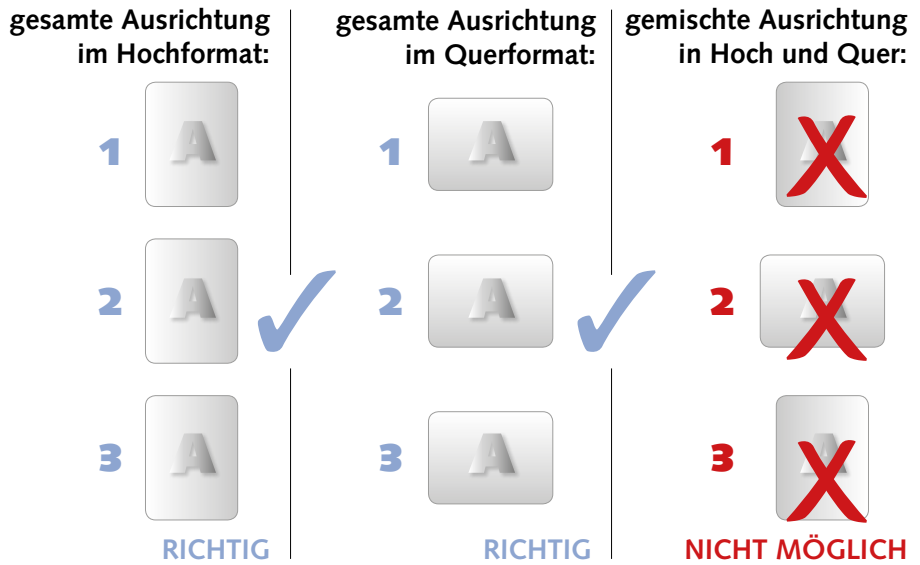 gesamte Ausrichtung
im Hochformat:
1
A
2
A
3
A
RICHTIG
gesamte Ausrichtung
im Querformat:
1
A
2
A
3
A
RICHTIG
gemischte Ausrichtung
in Hoch und Quer:
1
A
2
A
3
A
NICHT MÖGLICH